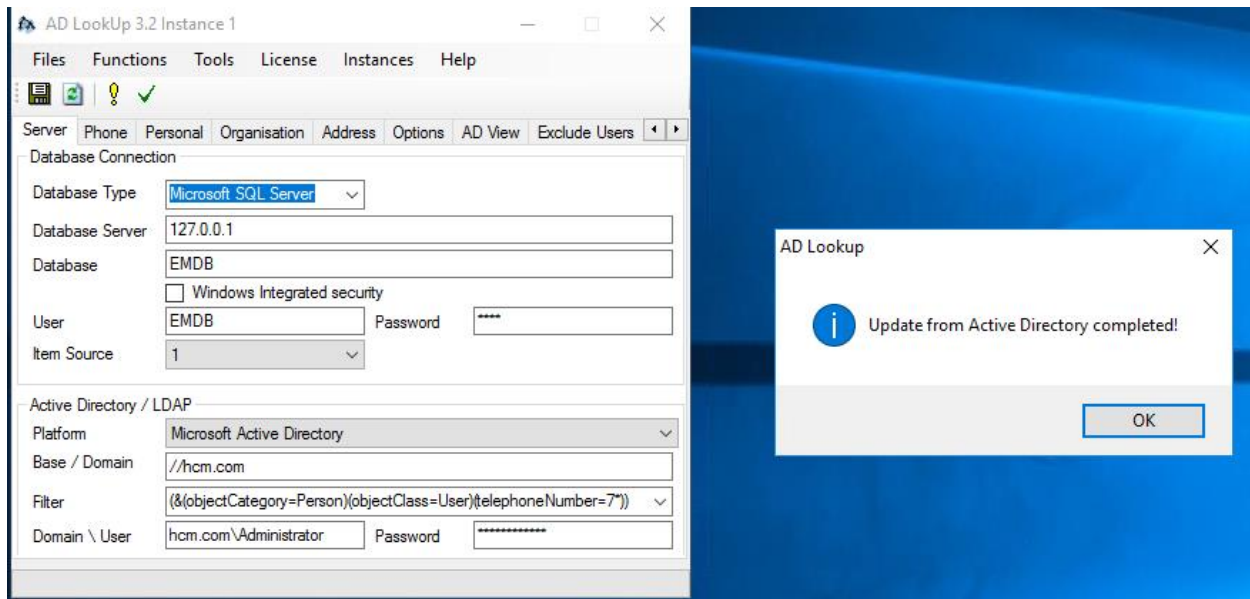 AD LookUp 3.2 Instance 1
Files Functions Tools License Instances Help
Server Phone Personal Organisation Address Options AD View Exclude Users
Database Connection
Database Type Microsoft SQL Server
Database Server 127.0.0.1
Database EMDB
Windows Integrated security
User EMDB Password ****
Item Source 1
Active Directory / LDAP
Platform Microsoft Active Directory
Base / Domain //hcm.com
Filter (&(objectCategory=Person)(objectClass=User)(telephoneNumber=7*))
Domain \ User hcm.com\Administrator Password ************
AD Lookup
Update from Active Directory completed!
OK